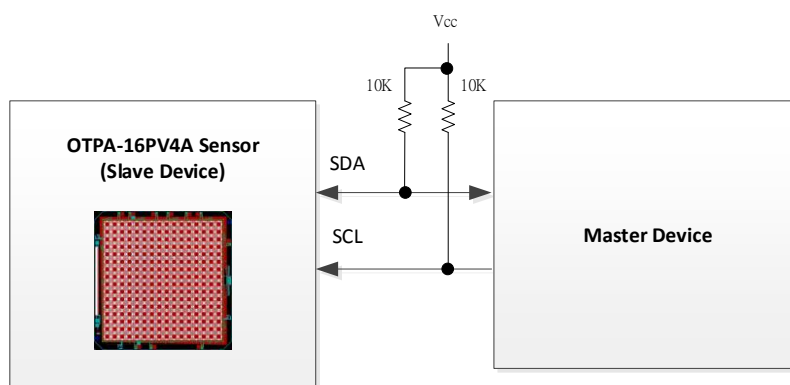 Vcc
10K
10K
OTPA-16PV4A Sensor
(Slave Device)
SDA
SCL
Master Device